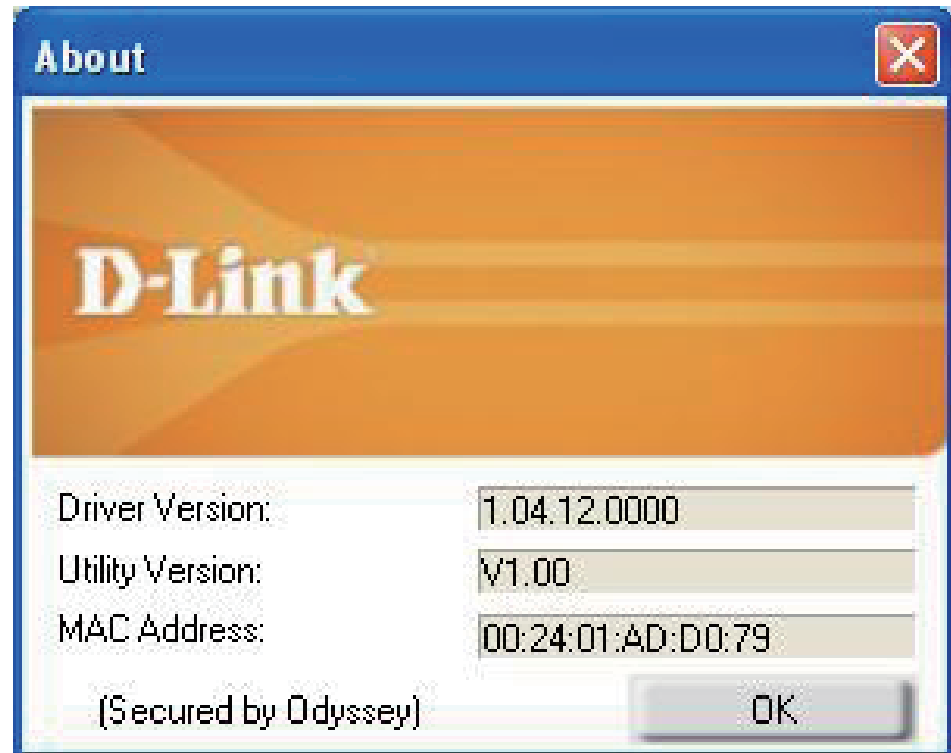 About
D-Link
Driver Version: 1.04.12.0000
Utility Version: V1.00
MAC Address: 00:24:01:AD:D0:79
(Secured by Odyssey) OK